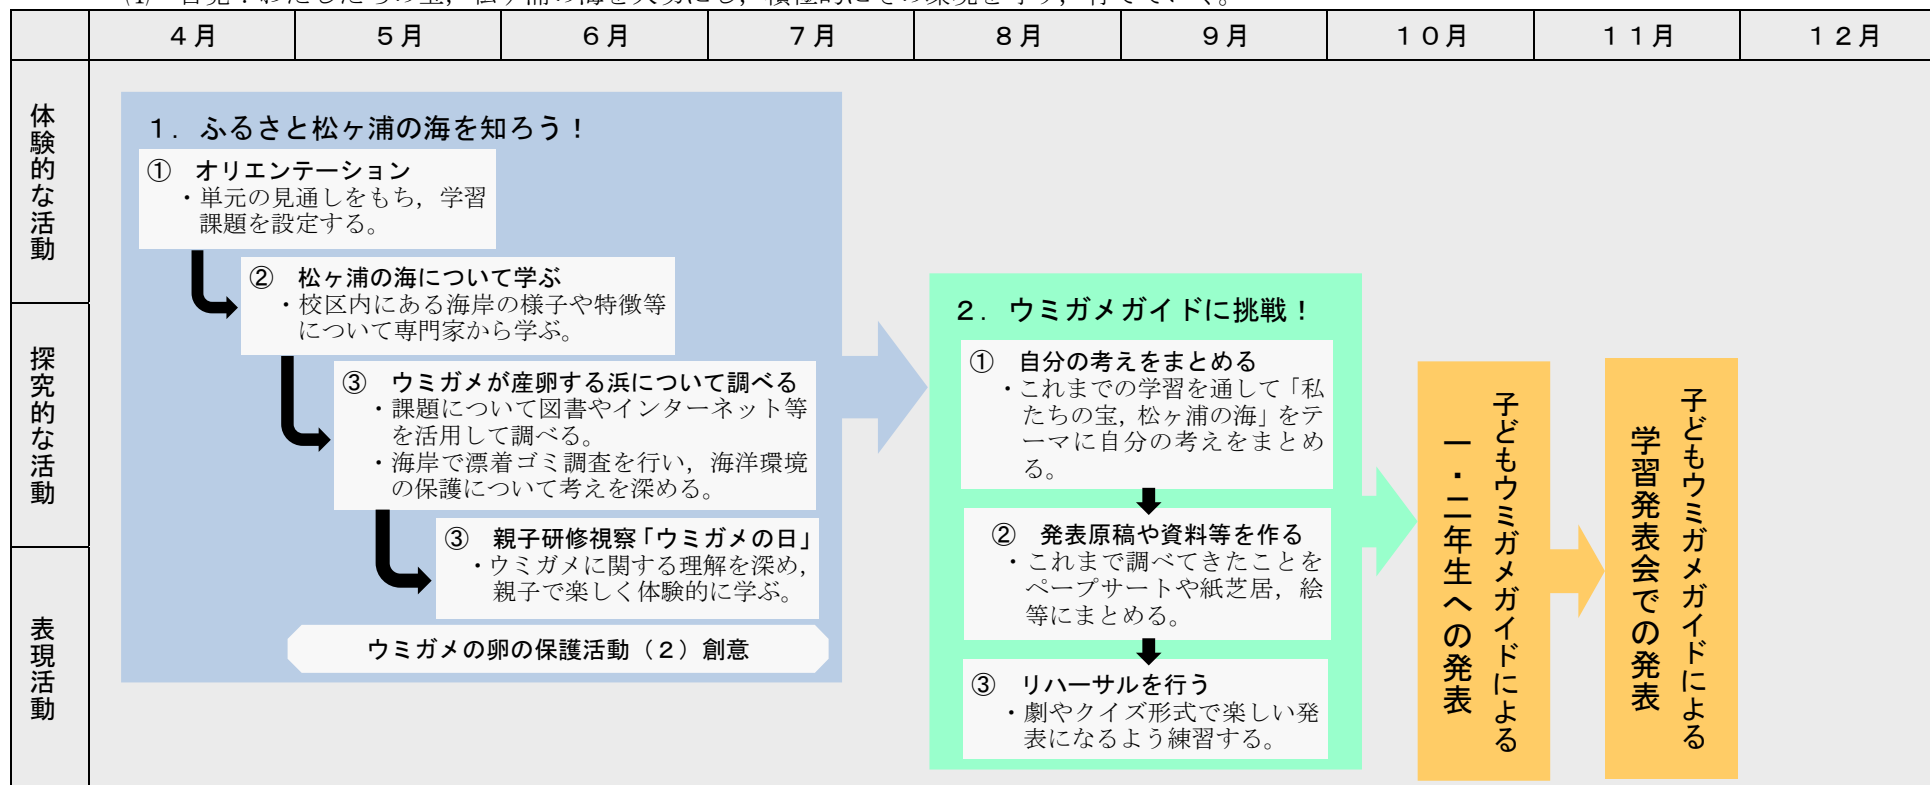 ４月 ５月 ６月 ７月 ８月 ９月 １０月 １１月 １２月
体験的な活動
探究的な活動
表現活動
１．ふるさと松ヶ浦の海を知ろう！
① オリエンテーション
・単元の見通しをもち，学習
課題を設定する。
② 松ヶ浦の海について学ぶ
・校区内にある海岸の様子や特徴等
について専門家から学ぶ。
③ ウミガメが産卵する浜について調べる
・課題について図書やインターネット等
を活用して調べる。
・海岸で漂着ゴミ調査を行い，海洋環境
の保護について考えを深める。
③ 親子研修視察「ウミガメの日」
・ウミガメに関する理解を深め，
親子で楽しく体験的に学ぶ。
ウミガメの卵の保護活動（２）創意
２．ウミガメガイドに挑戦！
① 自分の考えをまとめる
・これまでの学習を通して「私
たちの宝，松ヶ浦の海」をテ
ーマに自分の考えをまとめ
る。
② 発表原稿や資料等を作る
・これまで調べてきたことを
ペープサートや紙芝居，絵
等にまとめる。
③ リハーサルを行う
・劇やクイズ形式で楽しい発
表になるよう練習する。
子どもウミガメガイドによる
一・二年生への発表
子どもウミガメガイドによる
学習発表会での発表